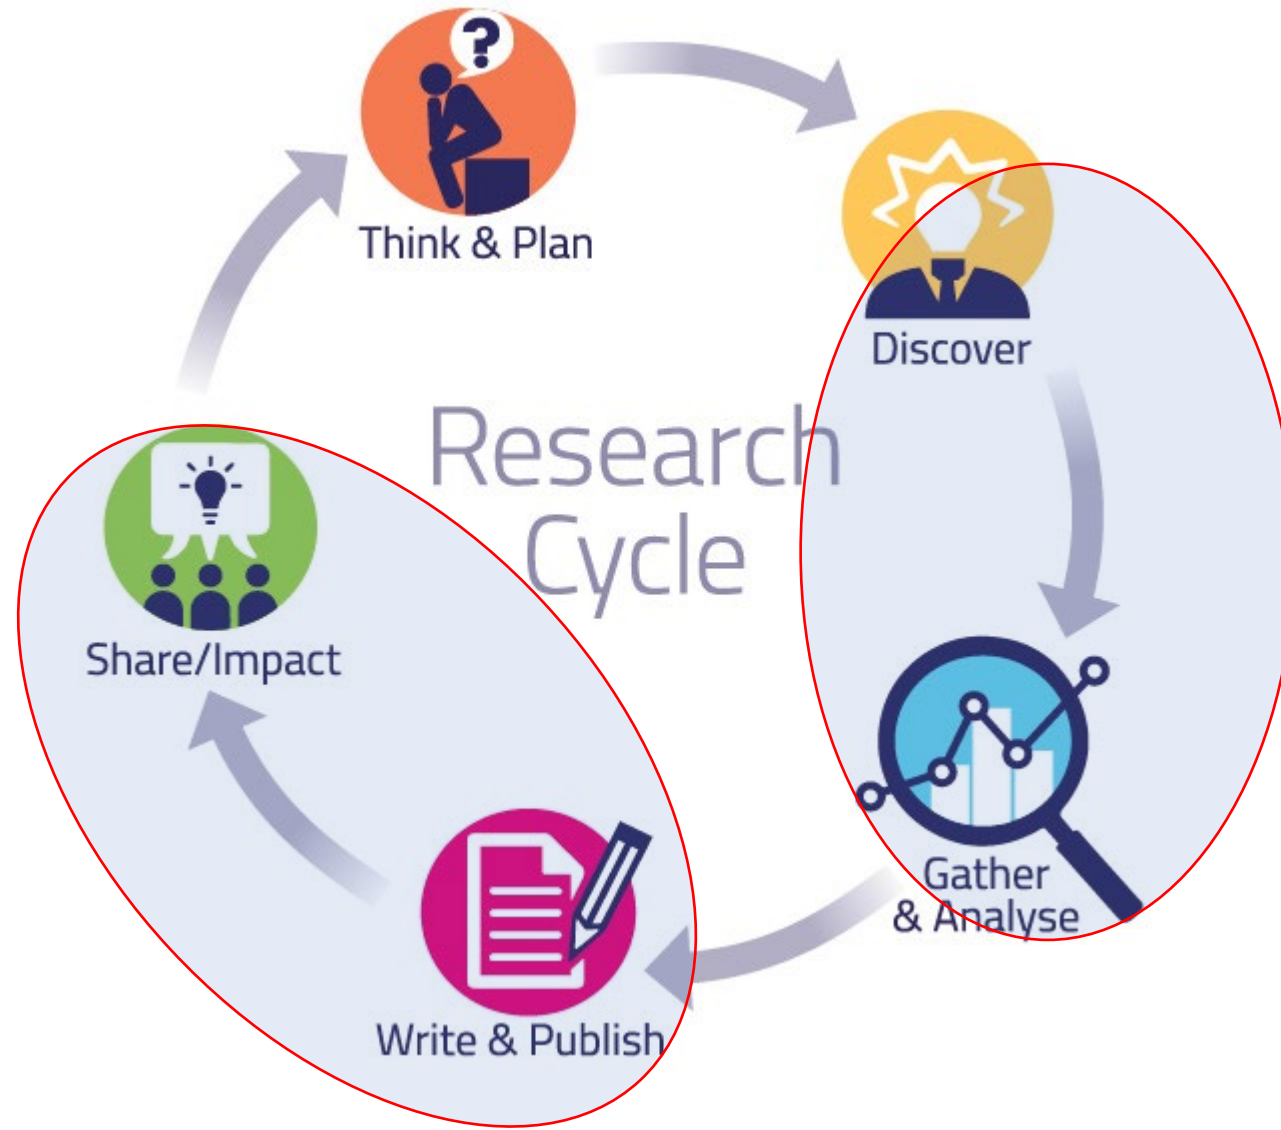 ?
Think & Plan
Discover
Research
Cycle
Share/Impact
Gather
& Analyse
Write & Publish